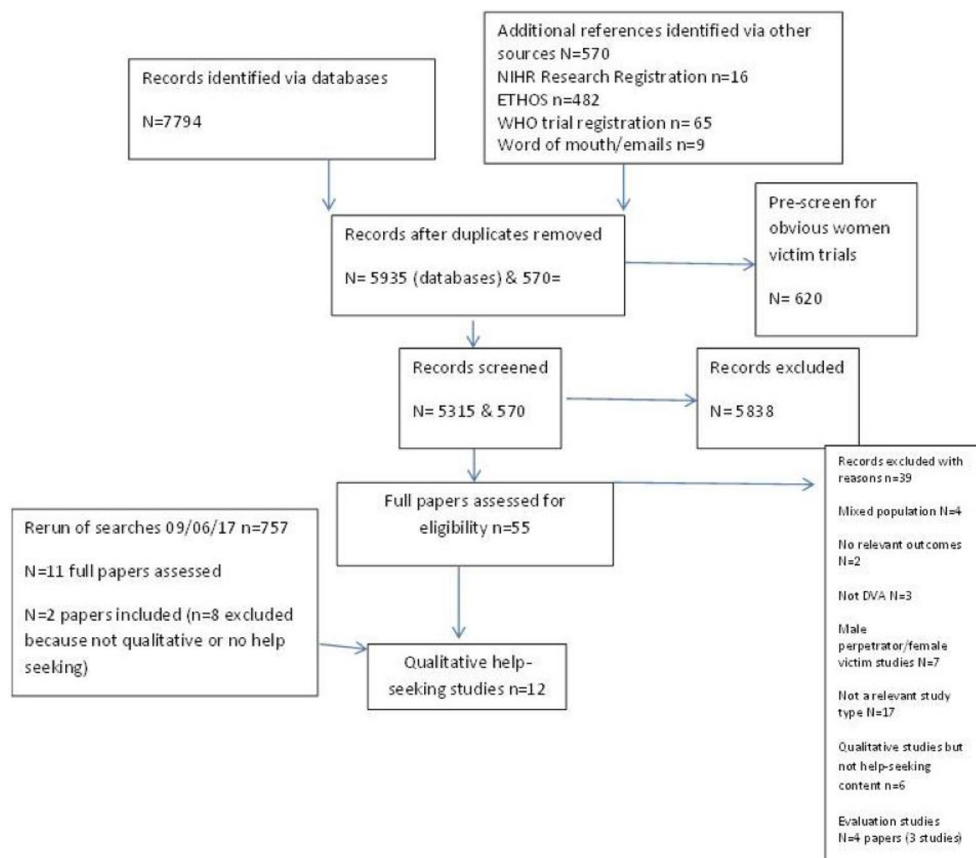 Records identified via databases
N=7794
Additional references identified via other
sources N=570
NIHR Research Registration n=16
ETHOS n=482
WHO trial registration n= 65
Word of mouth/emails n=9
Records after duplicates removed
N= 5935 (databases) & 570=
Pre-screen for
obvious women
victim trials
N= 620
Records screened
N= 5315 & 570
Records excluded
N= 5838
Full papers assessed for
eligibility n=55
Records excluded with
reasons n=39
Mixed population N=4
No relevant outcomes
N=2
Not DVA N=3
Male
perpetrator/female
victim studies N=7
Not a relevant study
type N=17
Qualitative studies but
not help-seeking
content n=6
Evaluation studies
N=4 papers (3 studies)
Rerun of searches 09/06/17 n=757
N=11 full papers assessed
N=2 papers included (n=8 excluded
because not qualitative or no help
seeking)
Qualitative help-
seeking studies n=12